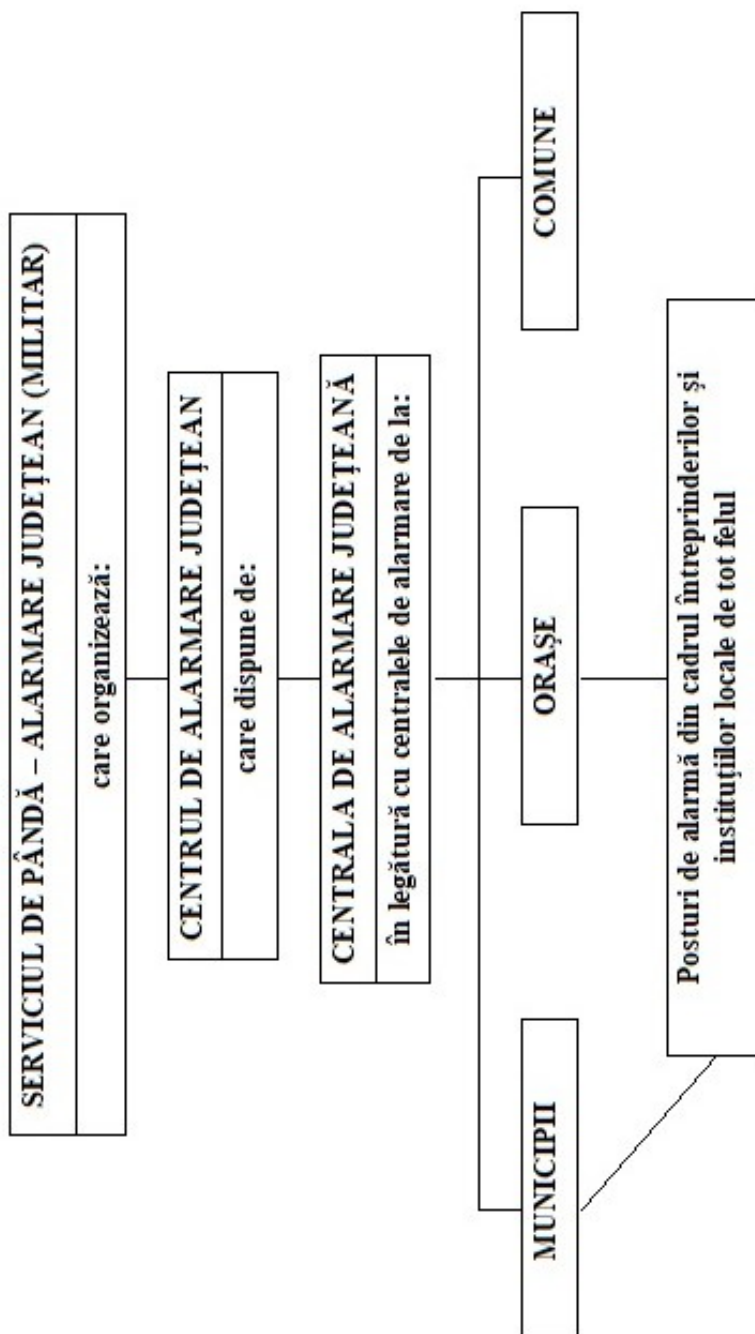 SERVICIUL DE PÂNDĂ – ALARMARE JUDEȚEAN (MILITAR)
care organizează:
CENTRUL DE ALARMARE JUDEȚEAN
care dispune de:
CENTRALA DE ALARMARE JUDEȚEANĂ
în legătură cu centralele de alarmare de la:
MUNICIPII
ORAȘE
COMUNE
Posturi de alarmă din cadrul întreprinderilor și
instituțiilor locale de tot felul